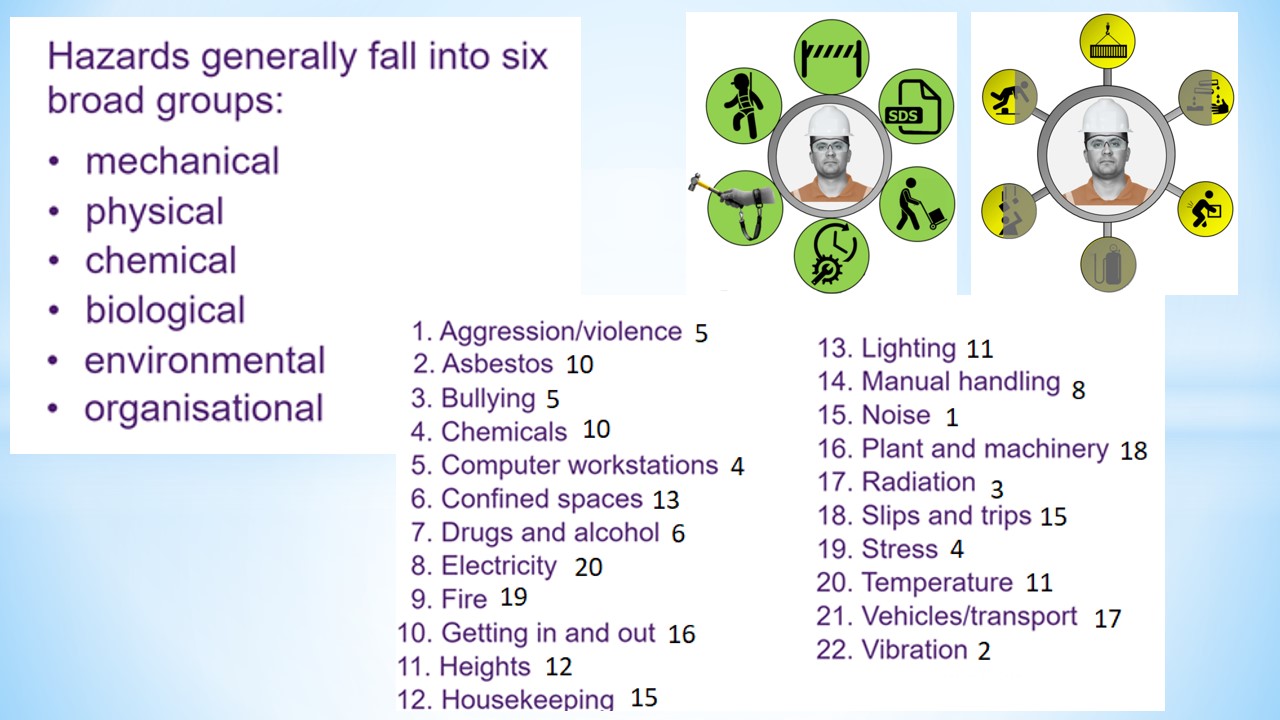 Hazards generally fall into six
broad groups:
• mechanical
• physical
• chemical
• biological
• environmental
• organisational
SDS
1. Aggression/violence 5
2. Asbestos 10
3. Bullying 5
4. Chemicals 10
5. Computer workstations 4
6. Confined spaces 13
7. Drugs and alcohol 6
8. Electricity 20
9. Fire 19
10. Getting in and out 16
11. Heights 12
12. Housekeeping 15
13. Lighting 11
14. Manual handling 8
15. Noise 1
16. Plant and machinery 18
17. Radiation 3
18. Slips and trips 15
19. Stress 4
20. Temperature 11
21. Vehicles/transport 17
22. Vibration 2